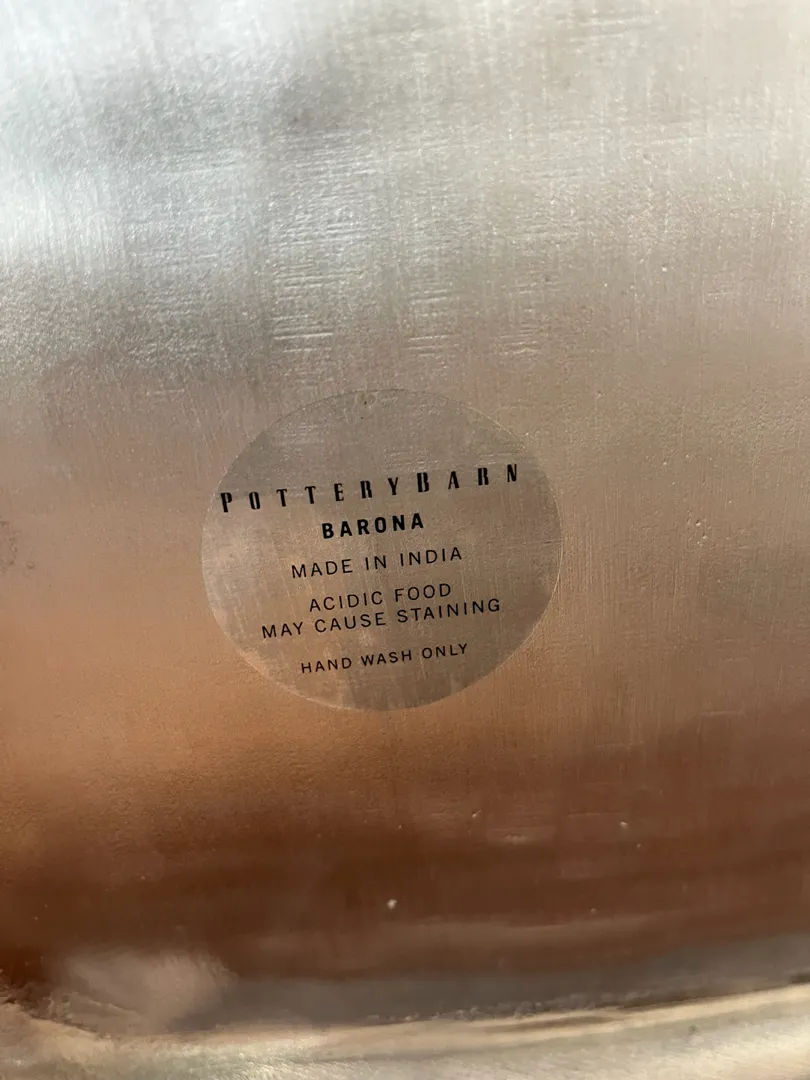 POTTERYBARN
BARONA
MADE IN INDIA
ACIDIC FOOD
MAY CAUSE STAINING
HAND WASH ONLY